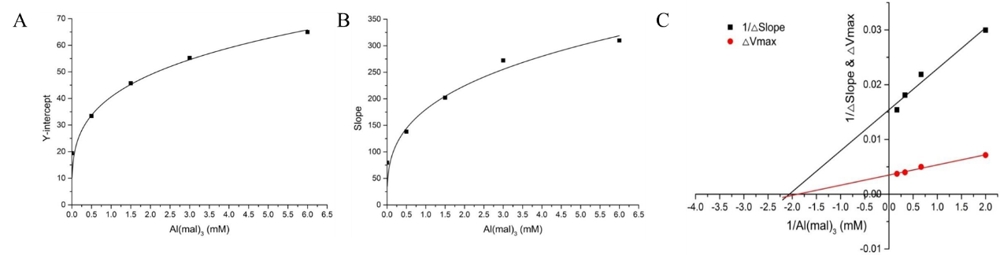 A
Y-intercept
70
60
50
40
30
20
10
0
0.0 0.5 1.0 1.5 2.0 2.5 3.0 3.5 4.0 4.5 5.0 5.5 6.0 6.5
Al(mal)3 (mM)
B
Slope
350
300
250
200
150
100
50
0
0.0 0.5 1.0 1.5 2.0 2.5 3.0 3.5 4.0 4.5 5.0 5.5 6.0 6.5
Al(mal)3 (mM)
C
1/△Slope
△Vmax
1/△Slope & △Vmax
0.03
0.02
0.01
0.00
-0.01
-4.0 -3.5 -3.0 -2.5 -2.0 -1.5 -1.0 -0.5 0.0 0.5 1.0 1.5 2.0
1/Al(mal)3 (mM)